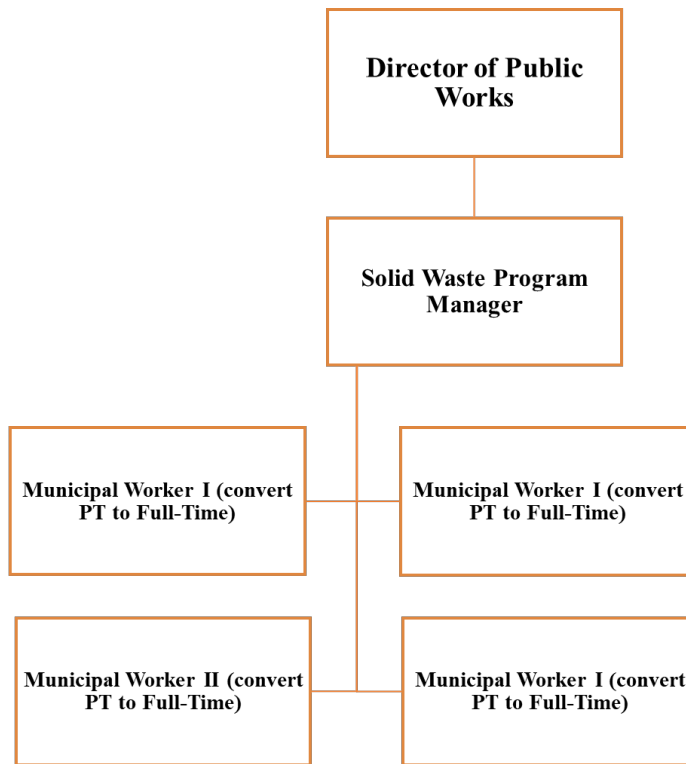 Director of Public
Works
Solid Waste Program
Manager
Municipal Worker I (convert
PT to Full-Time)
Municipal Worker I (convert
PT to Full-Time)
Municipal Worker II (convert
PT to Full-Time)
Municipal Worker I (convert
PT to Full-Time)